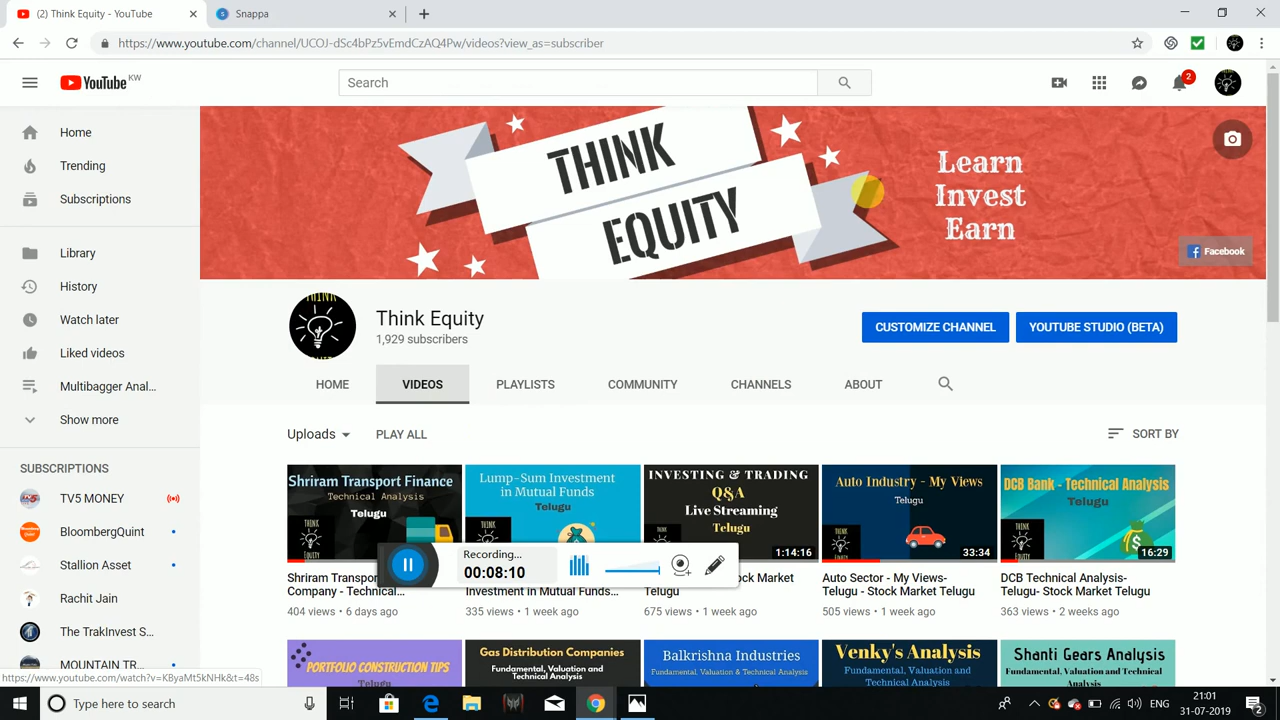 (2) Think Equity - YouTube
Snappa
https://www.youtube.com/channel/UCOJ-dSc4bPz5vEmdCzAQ4Pw/videos?view_as=subscriber
YouTube KW
Search
2
Home
Trending
Subscriptions
Library
History
Watch later
Liked videos
Multibagger Anal...
Show more
SUBSCRIPTIONS
TV5 MONEY
BloombergQuint
Stallion Asset
Rachit Jain
The TrakInvest S...
MOUNTAIN TR...
THINK
EQUITY
Learn
Invest
Earn
Facebook
Think Equity
1,929 subscribers
CUSTOMIZE CHANNEL
YOUTUBE STUDIO (BETA)
HOME
VIDEOS
PLAYLISTS
COMMUNITY
CHANNELS
ABOUT
Uploads
PLAY ALL
SORT BY
Shriram Transport Finance
Technical Analysis
Telugu
THINK
EQUITY
Lump-Sum Investment
in Mutual Funds
Telugu
THINK
INVESTING & TRADING
Q&A
Live Streaming
Telugu
1:14:16
Auto Industry - My Views
Telugu
THINK
EQUITY
33:34
DCB Bank - Technical Analysis
Telugu
THINK
EQUITY
16:29
Recording...
00:08:10
Shriram Transport
Company - Technical...
404 views • 6 days ago
Investment in Mutual Funds...
335 views • 1 week ago
Stock Market
Telugu
675 views • 1 week ago
Auto Sector - My Views-
Telugu - Stock Market Telugu
505 views • 1 week ago
DCB Technical Analysis-
Telugu- Stock Market Telugu
363 views • 2 weeks ago
PORTFOLIO CONSTRUCTION TIPS
Gas Distribution Companies
Fundamental, Valuation and
Technical Analysis
Balkrishna Industries
Fundamental, Valuation & Technical Analysis
Venky's Analysis
Fundamental, Valuation and
Technical Analysis
Shanti Gears Analysis
Fundamental, Valuation and Technical
Analysis
https://www.youtube.com/watch?v=K8yaMt5kNHk&t=48s
Type here to search
ENG
21:01
31-07-2019
2